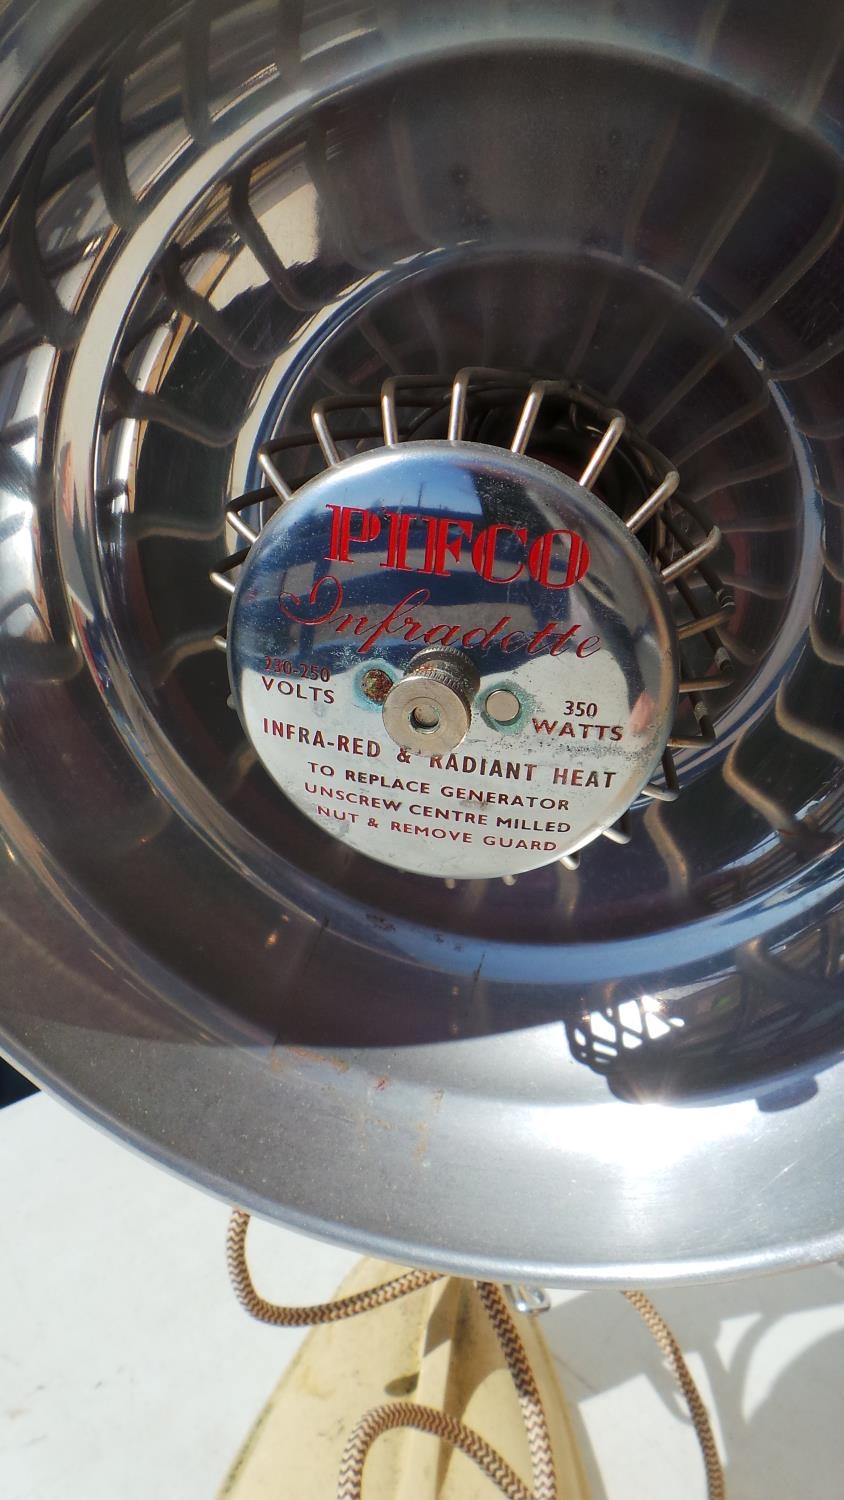 PIFCO
Infradette
230-250
VOLTS
350
WATTS
INFRA-RED & RADIANT HEAT
TO REPLACE GENERATOR
UNSCREW CENTRE MILLED
NUT & REMOVE GUARD